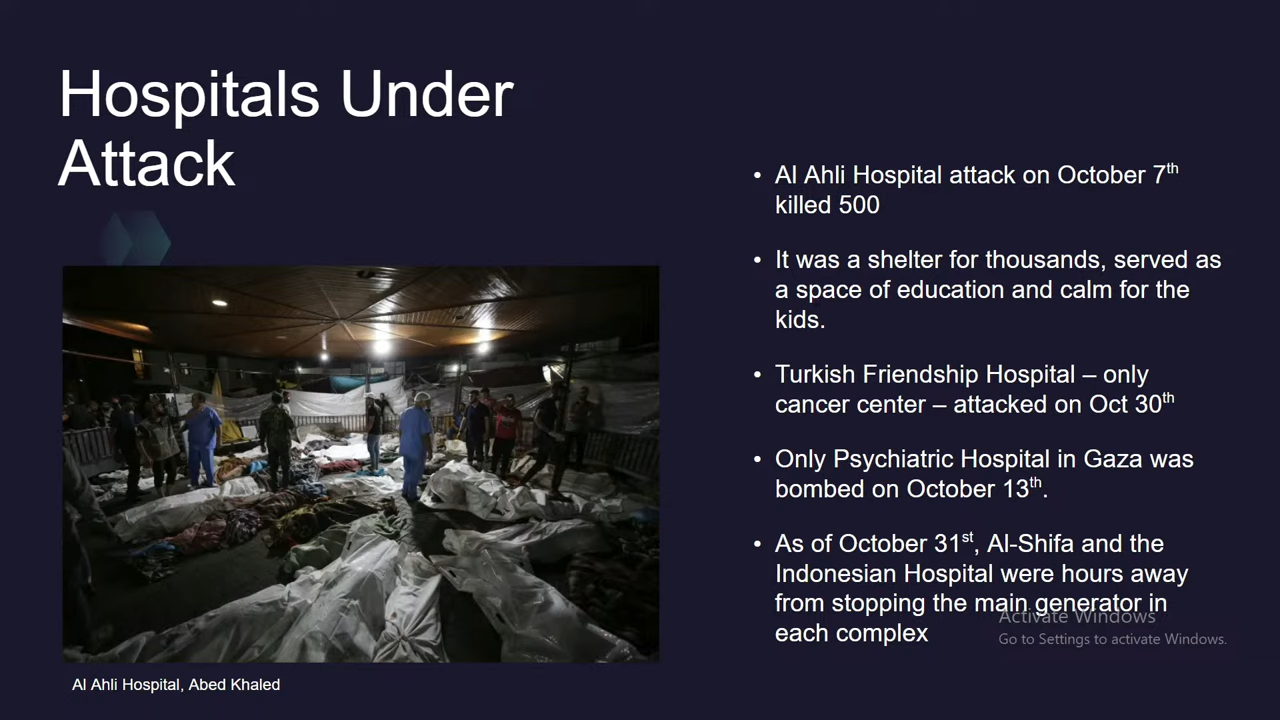 Hospitals Under
Attack
• Al Ahli Hospital attack on October 7th
killed 500
• It was a shelter for thousands, served as
a space of education and calm for the
kids.
• Turkish Friendship Hospital – only
cancer center – attacked on Oct 30th
• Only Psychiatric Hospital in Gaza was
bombed on October 13th.
• As of October 31st, Al-Shifa and the
Indonesian Hospital were hours away
from stopping the main generator in
each complex
Activate Windows
Go to Settings to activate Windows.
Al Ahli Hospital, Abed Khaled